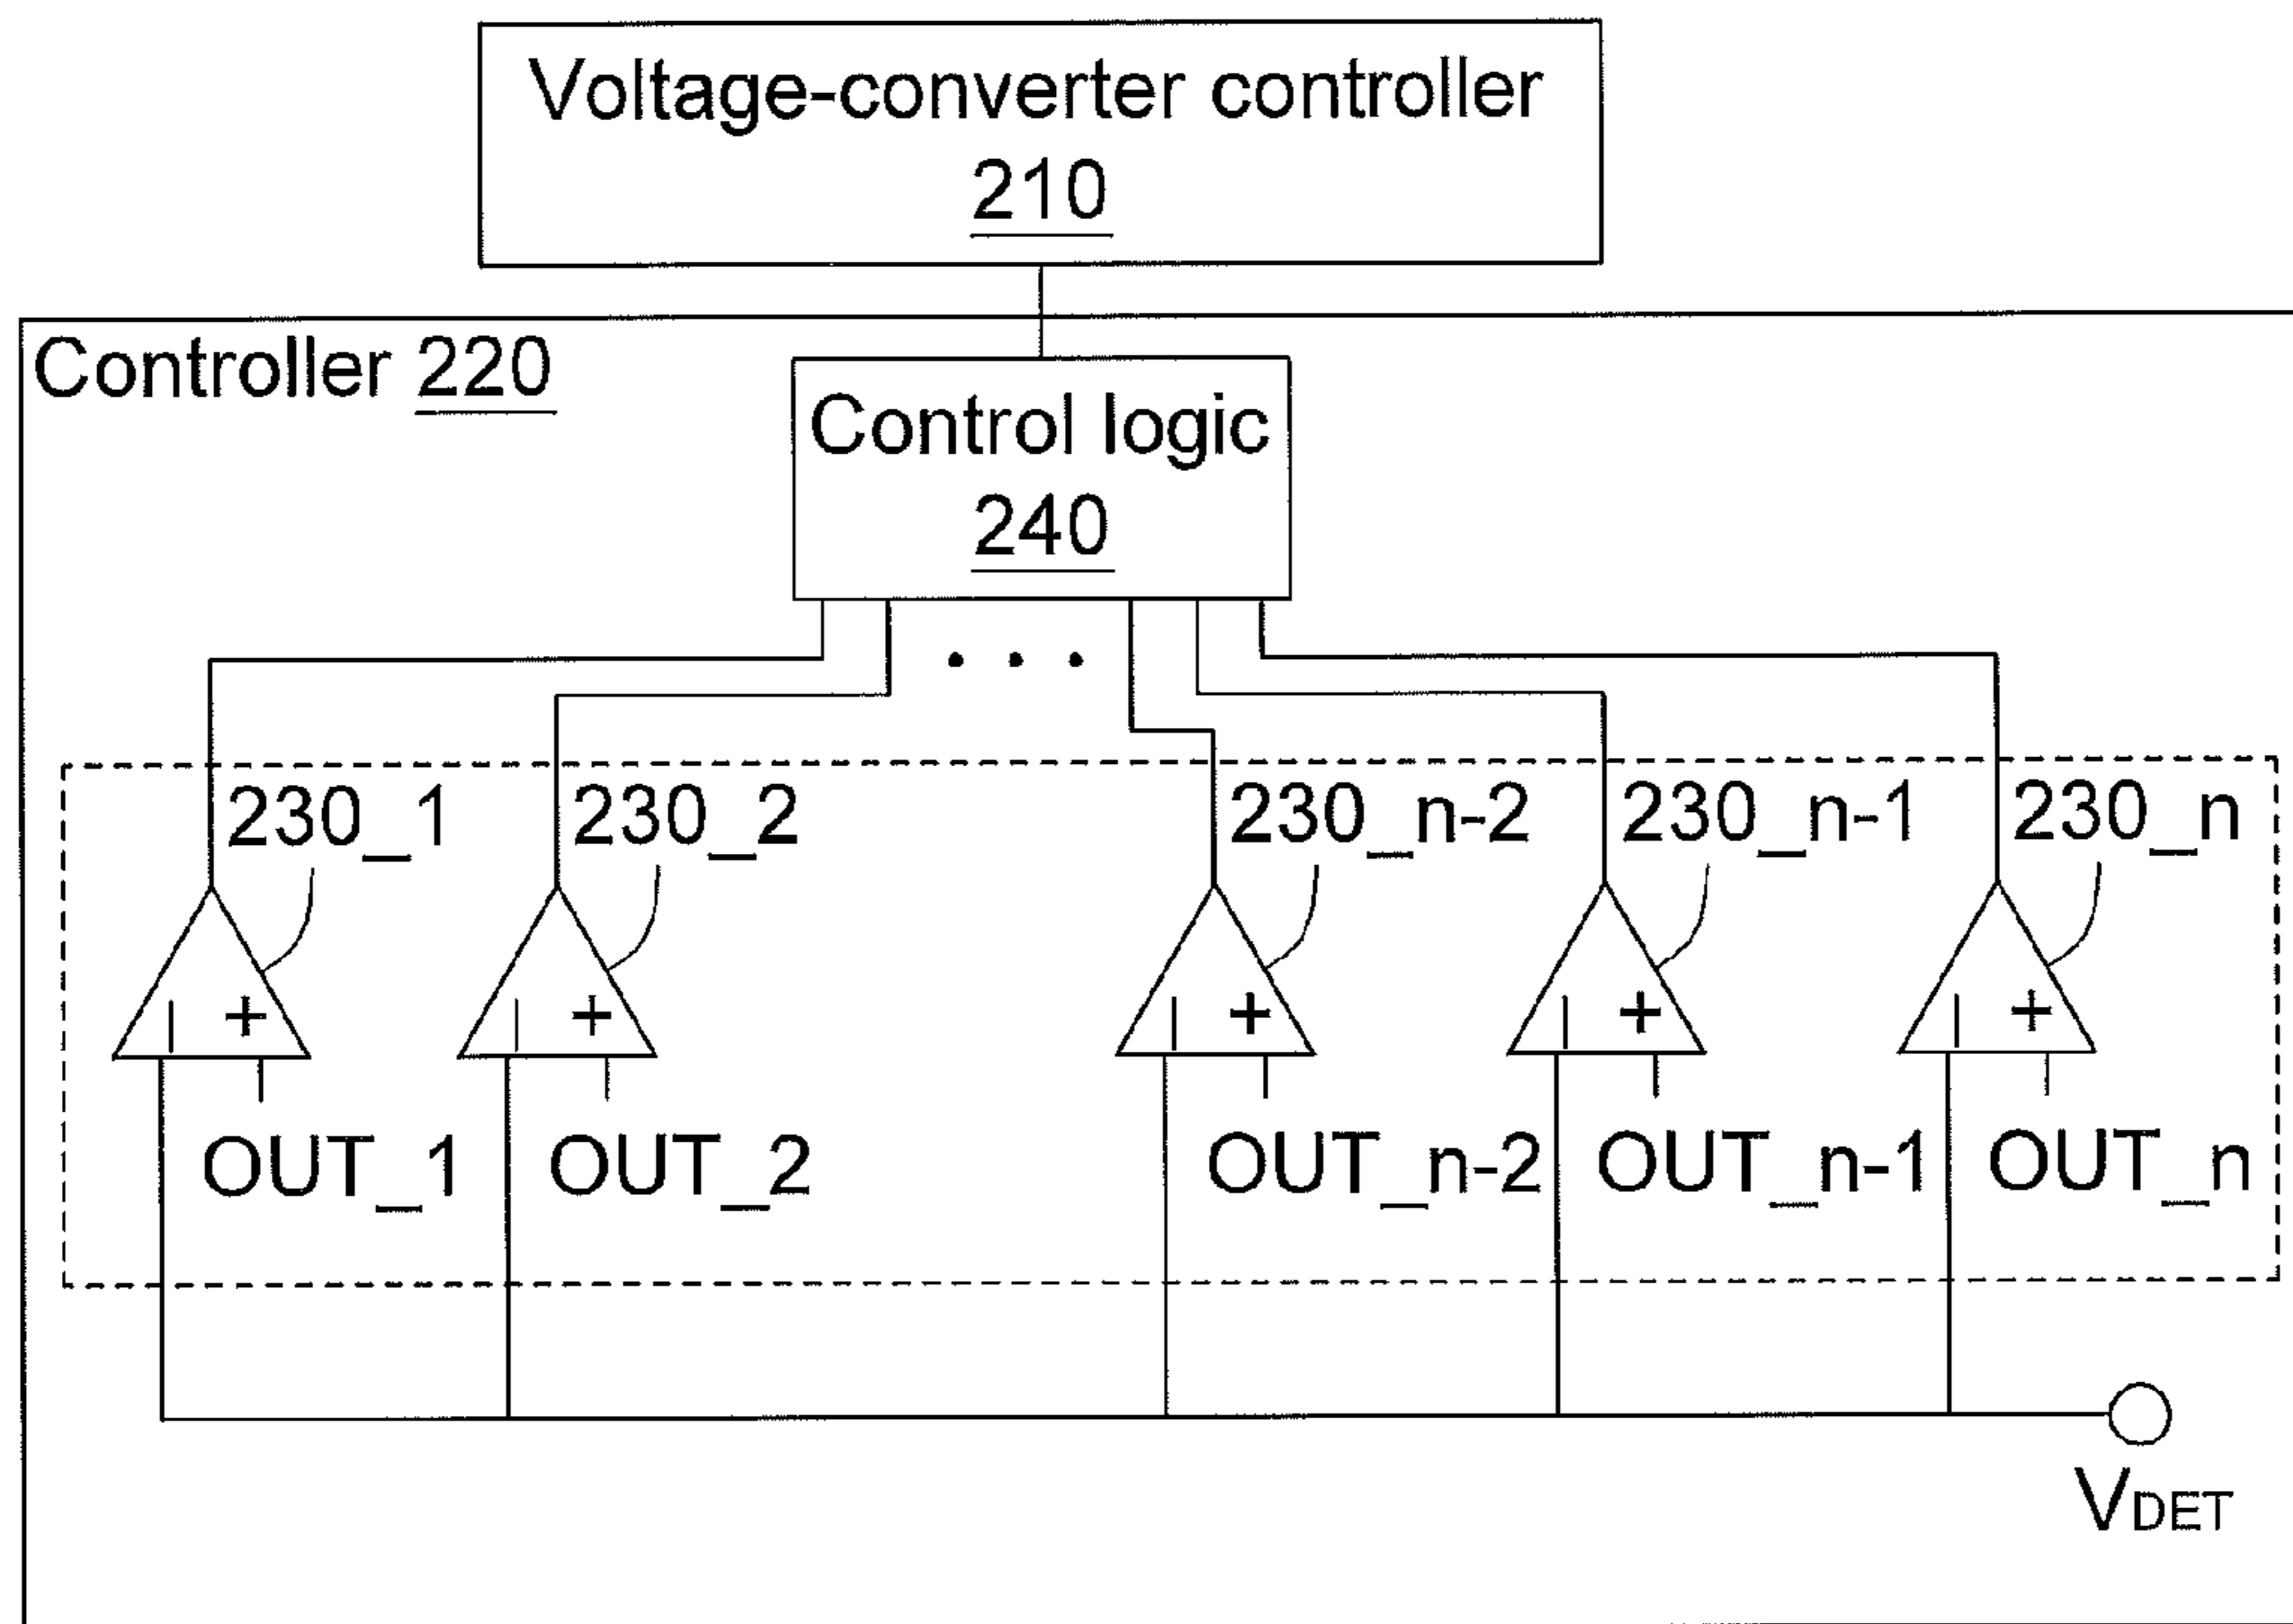 Voltage-converter controller
210
Controller 220
Control logic
240
230_1 230_2 230_n-2 230_n-1 230_n
− + − + − + − + − +
OUT_1 OUT_2 OUT_n-2 OUT_n-1 OUT_n
VDET